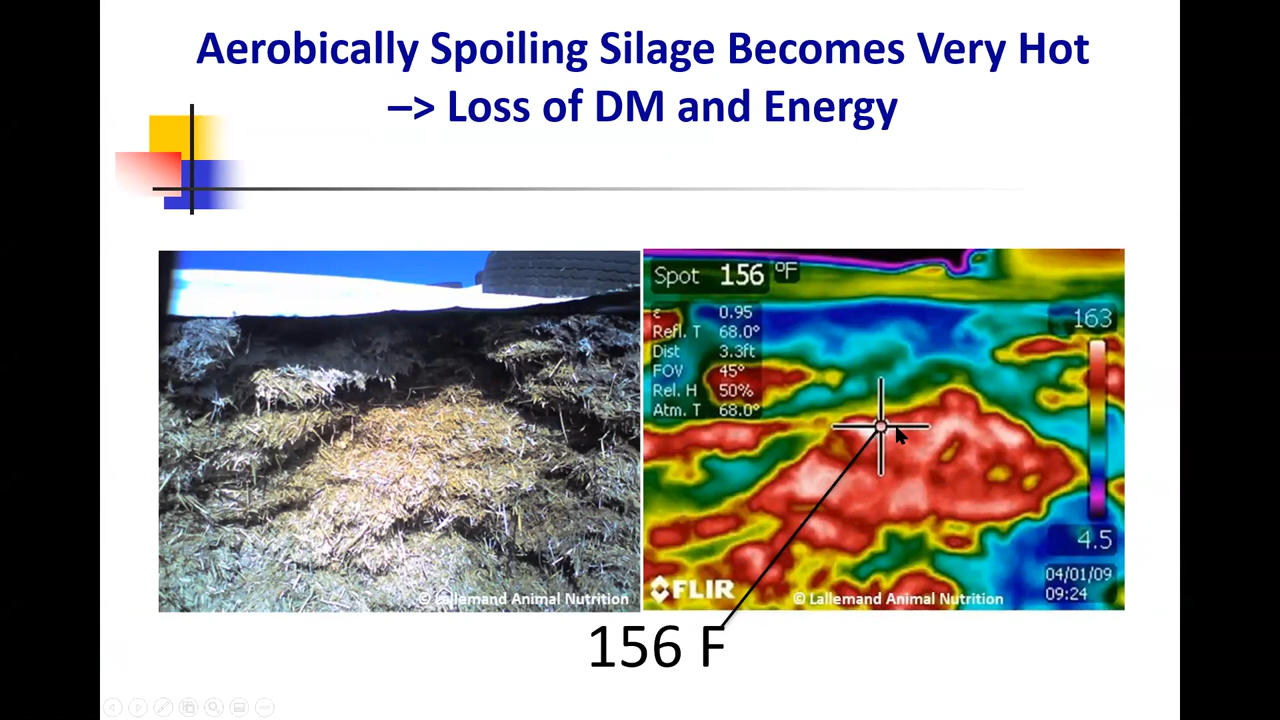 Aerobically Spoiling Silage Becomes Very Hot
–> Loss of DM and Energy
Spot 156 °F
ε 0.95
Refl. T 68.0°
Dist 3.3ft
FOV 45°
Rel. H 50%
Atm. T 68.0°
163
4.5
04/01/09
09:24
© Lallemand Animal Nutrition
FLIR
© Lallemand Animal Nutrition
156 F